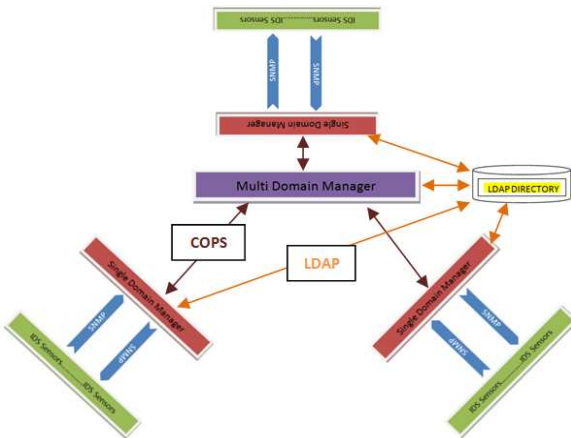 IDS Sensors................IDS Sensors
SNMP
SNMP
Single Domain Manager
Multi Domain Manager
LDAP DIRECTORY
COPS
LDAP
Single Domain Manager
SNMP
SNMP
IDS Sensors................IDS Sensors
Single Domain Manager
SNMP
SNMP
IDS Sensors................IDS Sensors